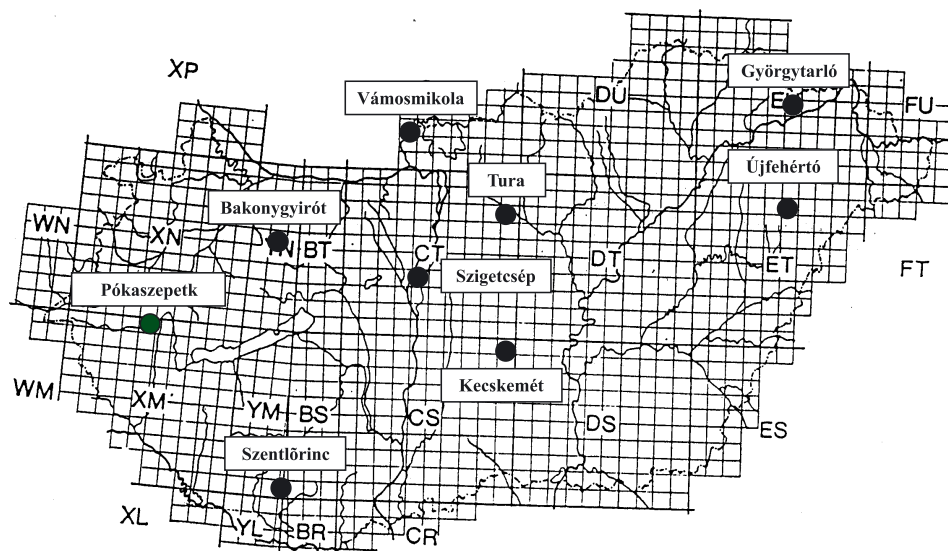 XP
Györgytarló
DU
FU
Vámosmikola
Tura
Újfehértó
Bakonygyirót
WN
XN
BT
CT
DT
ET
FT
Pókaszepetk
Szigetcsép
Kecskemét
WM
XM
YM
BS
CS
DS
ES
Szentlõrinc
XL
YL
BR
CR